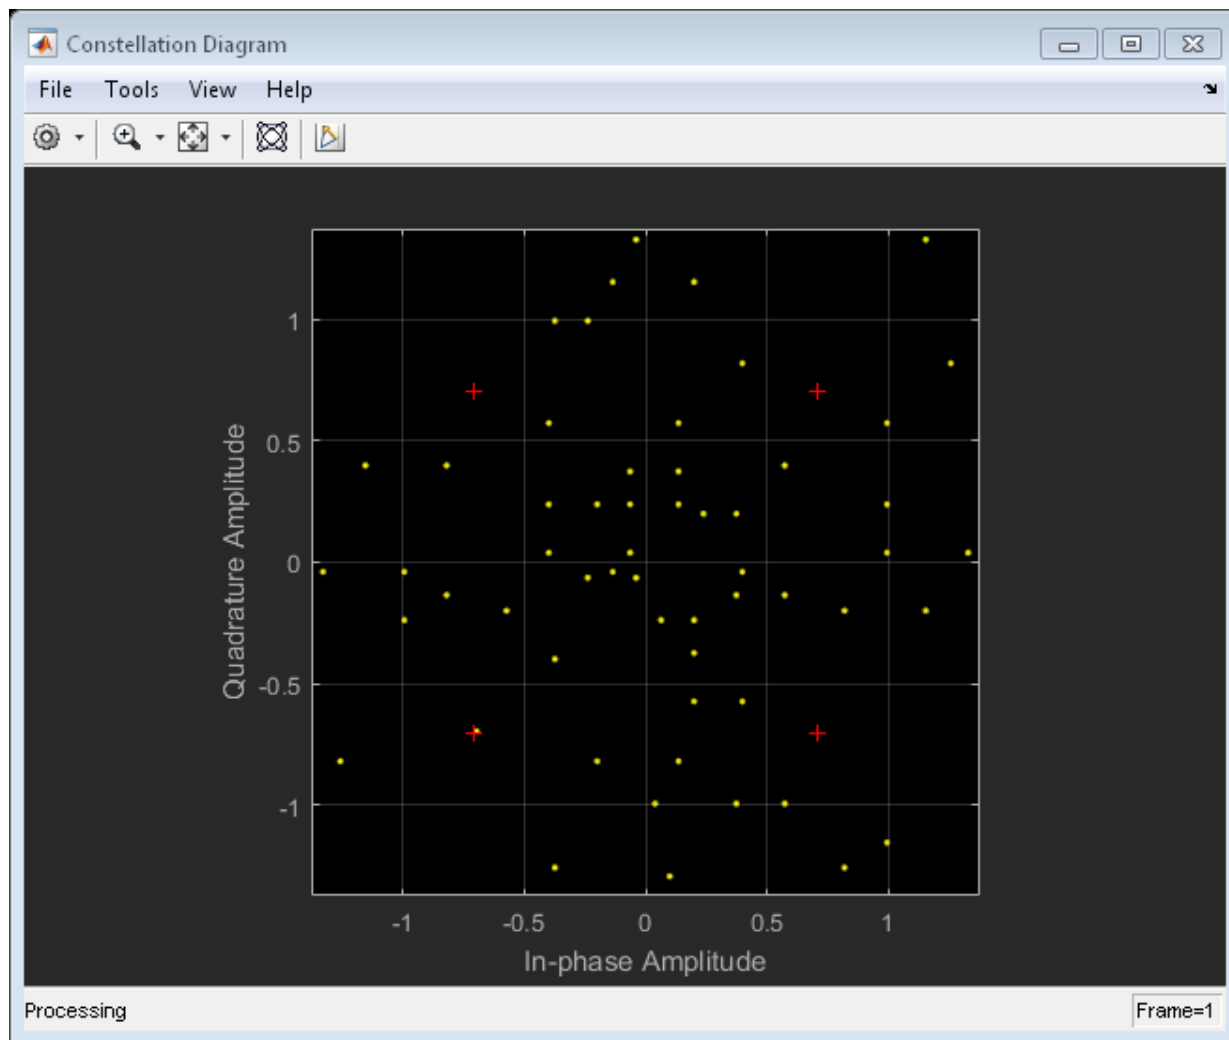 Constellation Diagram
File Tools View Help
1
0.5
0
-0.5
-1
Quadrature Amplitude
-1 -0.5 0 0.5 1
In-phase Amplitude
Processing Frame=1